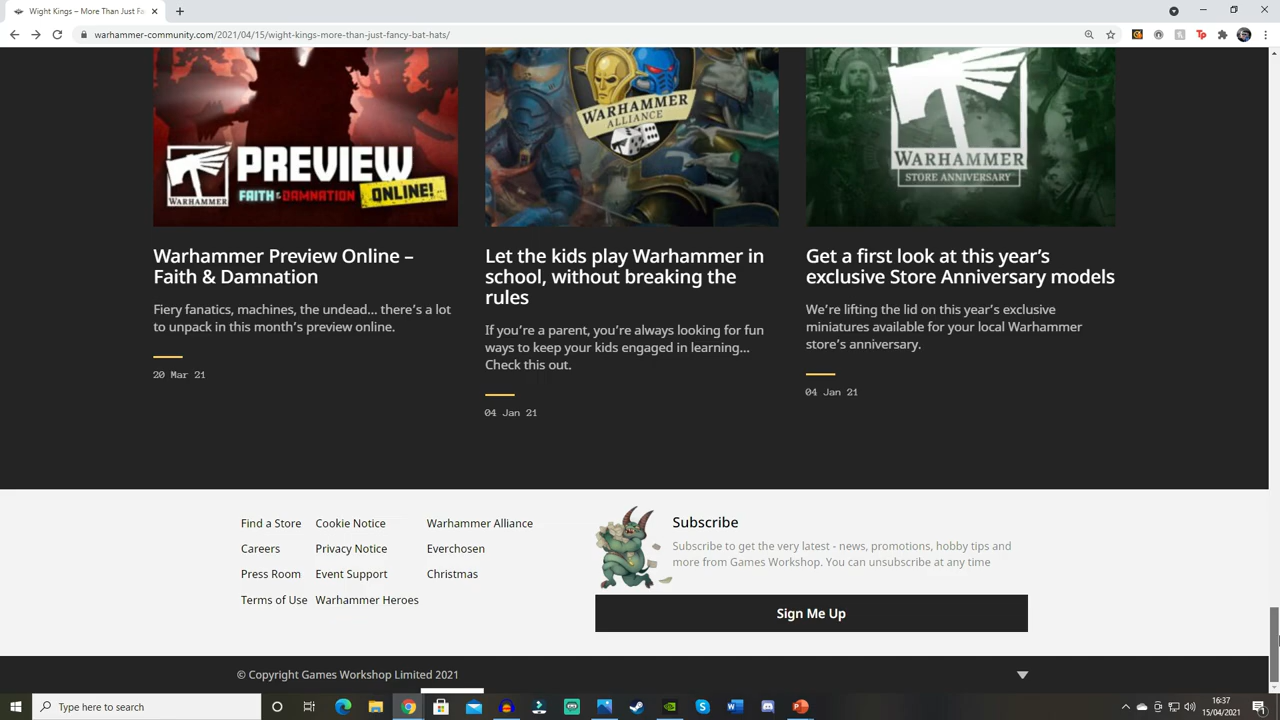 Wight Kings – More Than Just Fa
warhammer-community.com/2021/04/15/wight-kings-more-than-just-fancy-bat-hats/
WARHAMMER
PREVIEW
FAITH & DAMNATION
ONLINE!
WARHAMMER
ALLIANCE
WARHAMMER
STORE ANNIVERSARY
Warhammer Preview Online –
Faith & Damnation
Fiery fanatics, machines, the undead… there's a lot
to unpack in this month's preview online.
20 Mar 21
Let the kids play Warhammer in
school, without breaking the
rules
If you're a parent, you're always looking for fun
ways to keep your kids engaged in learning…
Check this out.
04 Jan 21
Get a first look at this year's
exclusive Store Anniversary models
We're lifting the lid on this year's exclusive
miniatures available for your local Warhammer
store's anniversary.
04 Jan 21
Find a Store
Cookie Notice
Warhammer Alliance
Careers
Privacy Notice
Everchosen
Press Room
Event Support
Christmas
Terms of Use
Warhammer Heroes
Subscribe
Subscribe to get the very latest - news, promotions, hobby tips and
more from Games Workshop. You can unsubscribe at any time
Sign Me Up
© Copyright Games Workshop Limited 2021
Type here to search
16:37
15/04/2021